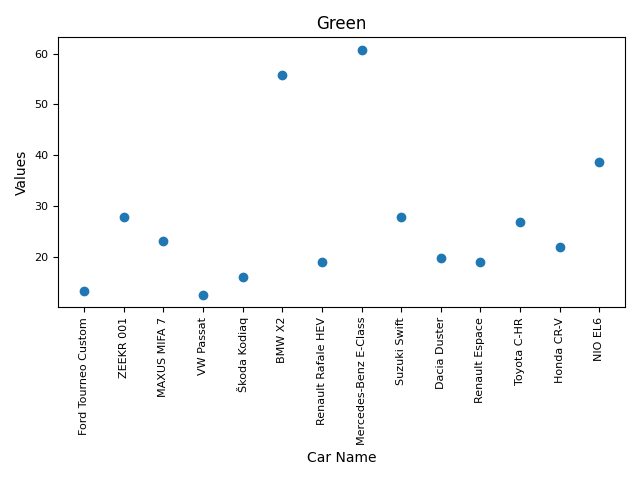 Green
Values
60
50
40
30
20
Ford Tourneo Custom
ZEEKR 001
MAXUS MIFA 7
VW Passat
Škoda Kodiaq
BMW X2
Renault Rafale HEV
Mercedes-Benz E-Class
Suzuki Swift
Dacia Duster
Renault Espace
Toyota C-HR
Honda CR-V
NIO EL6
Car Name